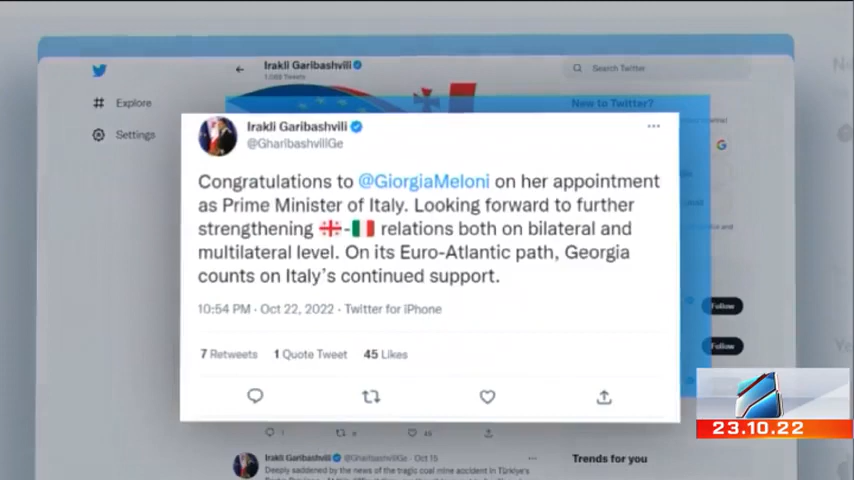 Irakli Garibashvili
1,068 Tweets
Search Twitter
Explore
Settings
New to Twitter?
Irakli Garibashvili
@GharibashviliGe
Congratulations to @GiorgiaMeloni on her appointment
as Prime Minister of Italy. Looking forward to further
strengthening 🇬🇪-🇮🇹 relations both on bilateral and
multilateral level. On its Euro-Atlantic path, Georgia
counts on Italy's continued support.
10:54 PM · Oct 22, 2022 · Twitter for iPhone
7 Retweets 1 Quote Tweet 45 Likes
Follow
Follow
23.10.22
Irakli Garibashvili @GharibashviliGe · Oct 15
Deeply saddened by the news of the tragic coal mine accident in Türkiye's
Trends for you